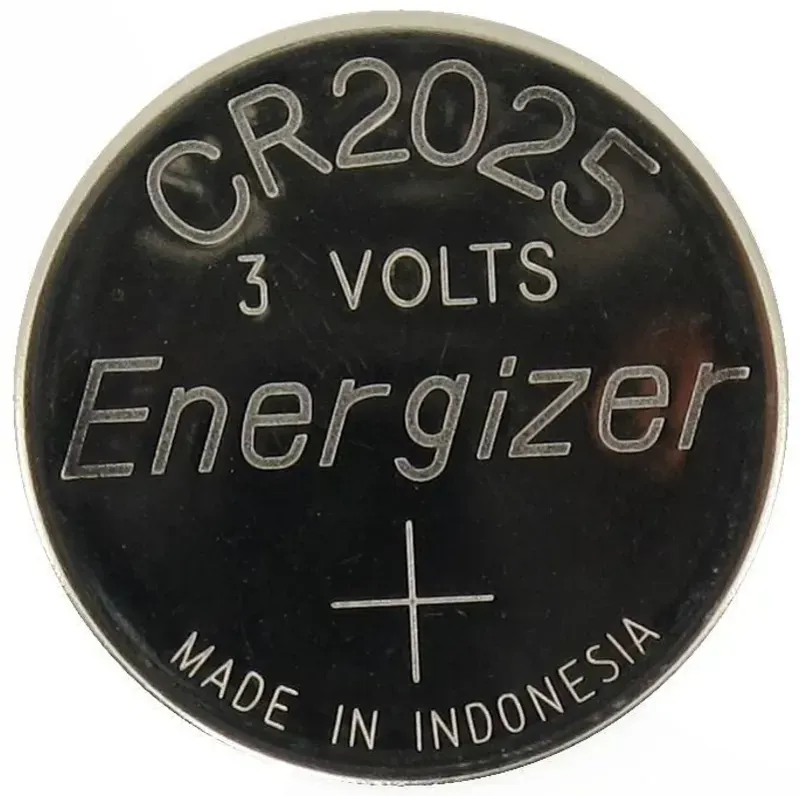 CR2025
3 VOLTS
Energizer
+
MADE IN INDONESIA